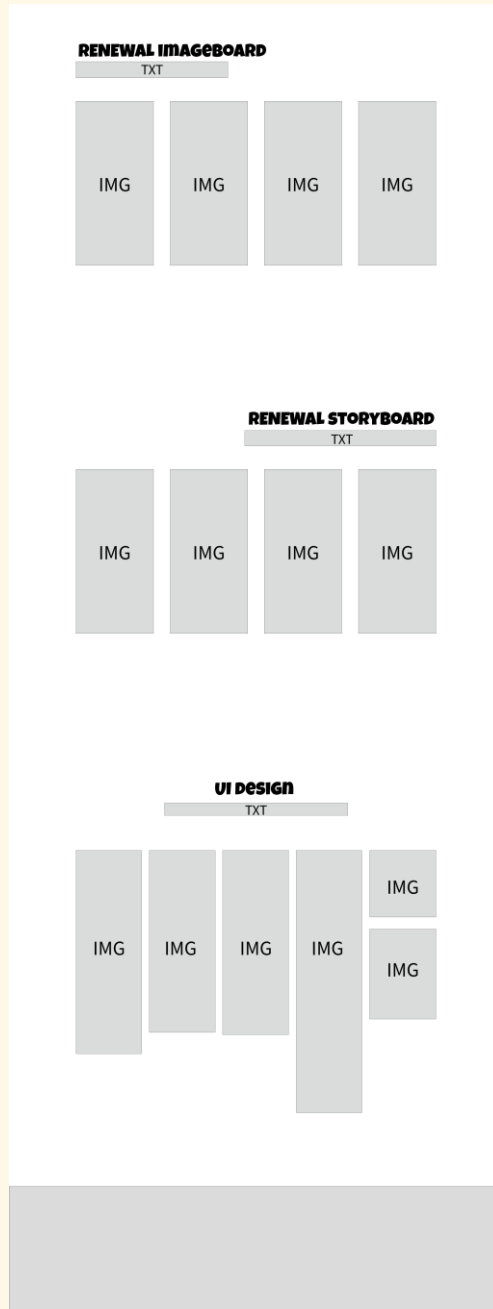 RENEWAL IMAGEBOARD
TXT
IMG IMG IMG IMG
RENEWAL STORYBOARD
TXT
IMG IMG IMG IMG
UI DESIGN
TXT
IMG
IMG IMG IMG IMG
IMG